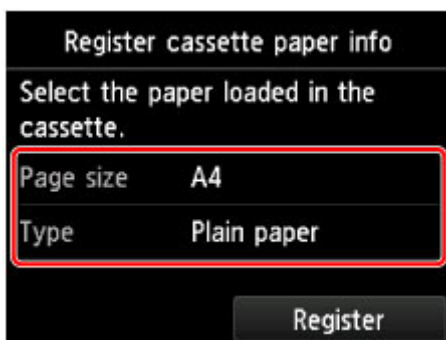 Register cassette paper info
Select the paper loaded in the
cassette.
Page size A4
Type Plain paper
Register